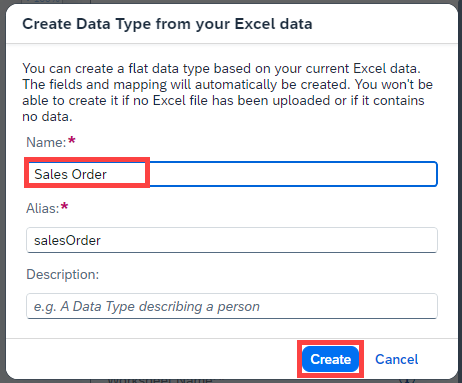 Create Data Type from your Excel data
You can create a flat data type based on your current Excel data.
The fields and mapping will automatically be created. You won't be
able to create it if no Excel file has been uploaded or if it contains
no data.
Name:*
Sales Order
Alias:*
salesOrder
Description:
e.g. A Data Type describing a person
Create Cancel